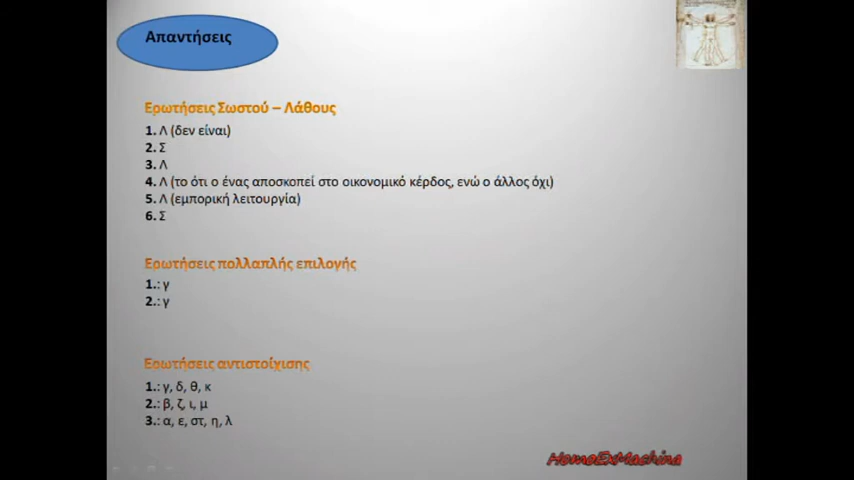 Απαντήσεις
Ερωτήσεις Σωστού – Λάθους
1. Λ (δεν είναι)
2. Σ
3. Λ
4. Λ (το ότι ο ένας αποσκοπεί στο οικονομικό κέρδος, ενώ ο άλλος όχι)
5. Λ (εμπορική λειτουργία)
6. Σ
Ερωτήσεις πολλαπλής επιλογής
1.: γ
2.: γ
Ερωτήσεις αντιστοίχισης
1.: γ, δ, θ, κ
2.: β, ζ, ι, μ
3.: α, ε, στ, η, λ
HomoExMachina